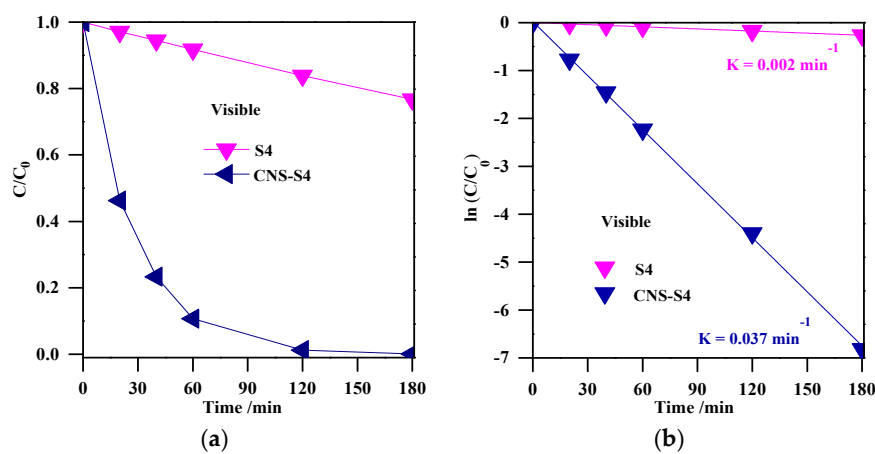 1.0
0.8
0.6
0.4
0.2
0.0
C/C0
Visible
S4
CNS-S4
0 30 60 90 120 150 180
Time /min
(a)
0
-1
-2
-3
-4
-5
-6
-7
ln (C/C0)
K = 0.002 min-1
Visible
S4
CNS-S4
K = 0.037 min-1
0 30 60 90 120 150 180
Time /min
(b)